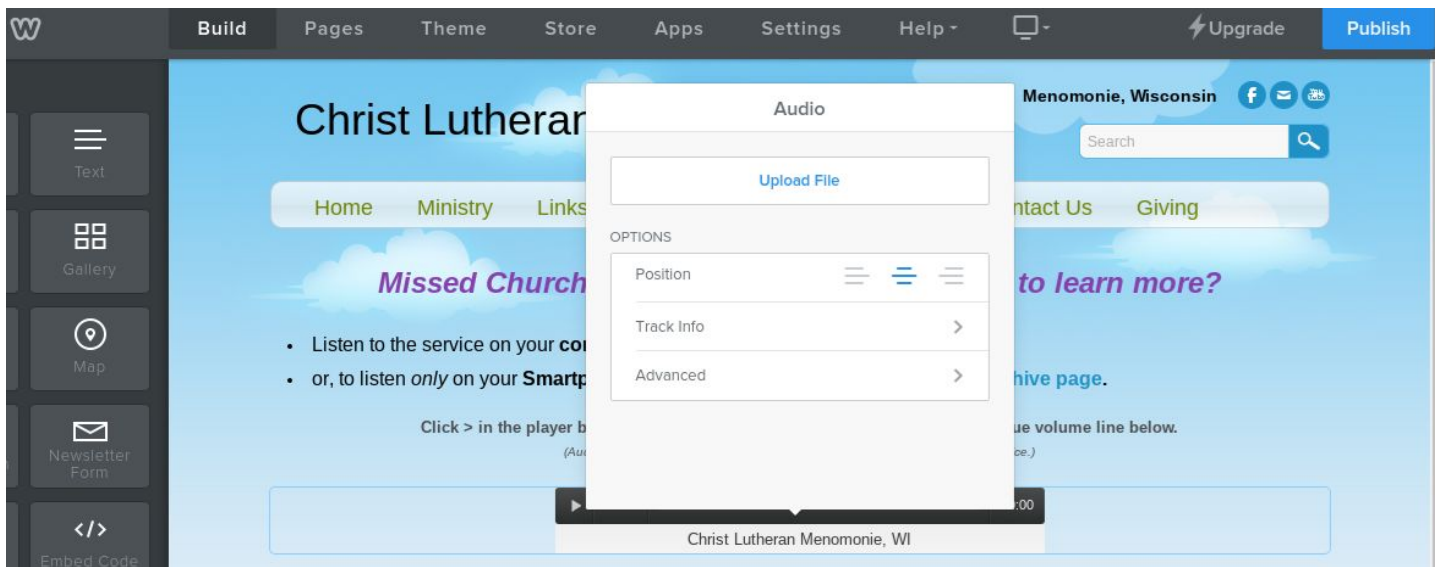 Build Pages Theme Store Apps Settings Help Upgrade Publish
Menomonie, Wisconsin
Christ Lutheran
Search
Home Ministry Links ntact Us Giving
Missed Church to learn more?
Listen to the service on your co
or, to listen only on your Smartp hive page.
Click > in the player b ue volume line below.
(Au ce.)
:00
Christ Lutheran Menomonie, WI
Audio
Upload File
OPTIONS
Position
Track Info
Advanced
Text
Gallery
Map
Newsletter
Form
</>
Embed Code